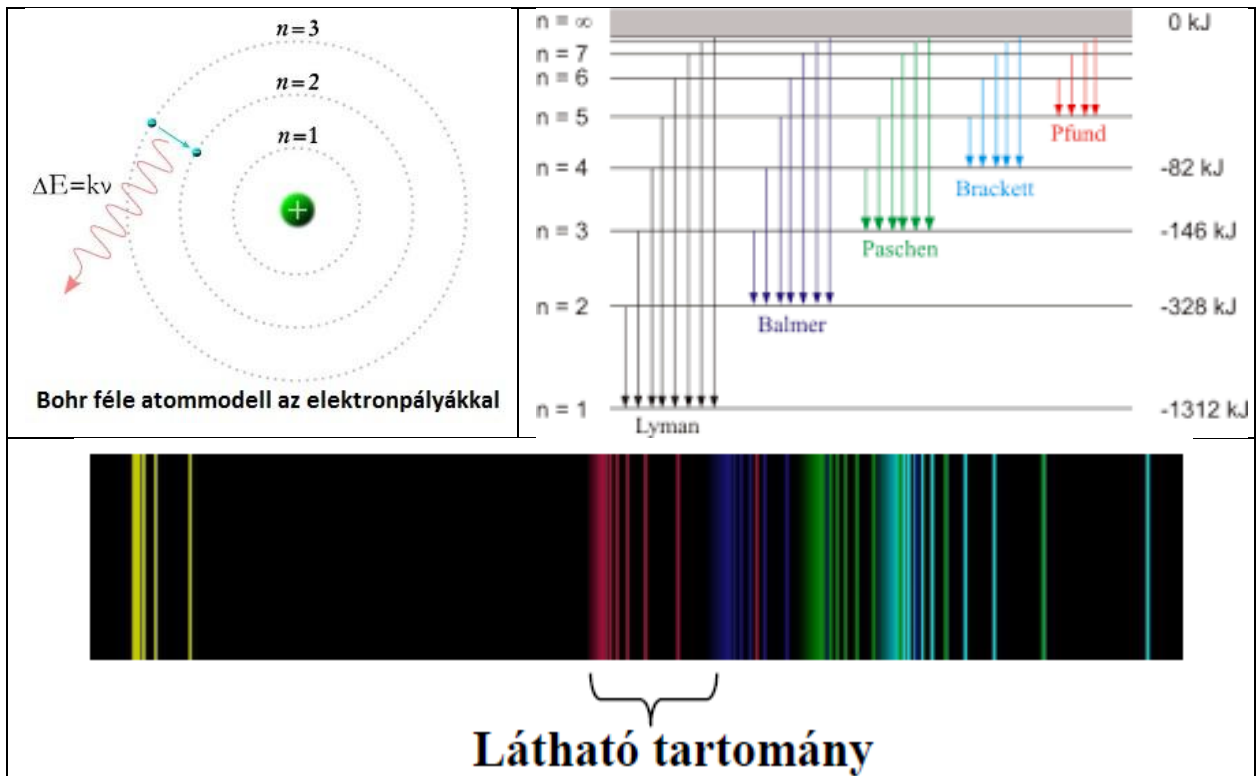 n=3
n=2
n=1
+
ΔE=kν
Bohr féle atommodell az elektronpályákkal
n = ∞ 0 kJ
n = 7
n = 6
n = 5
Pfund
n = 4 -82 kJ
Brackett
n = 3 -146 kJ
Paschen
n = 2 -328 kJ
Balmer
n = 1 -1312 kJ
Lyman
Látható tartomány